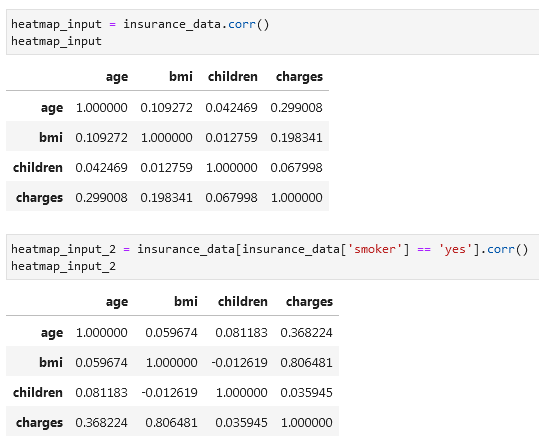 heatmap_input = insurance_data.corr()
heatmap_input
age bmi children charges
age 1.000000 0.109272 0.042469 0.299008
bmi 0.109272 1.000000 0.012759 0.198341
children 0.042469 0.012759 1.000000 0.067998
charges 0.299008 0.198341 0.067998 1.000000
heatmap_input_2 = insurance_data[insurance_data['smoker'] == 'yes'].corr()
heatmap_input_2
age bmi children charges
age 1.000000 0.059674 0.081183 0.368224
bmi 0.059674 1.000000 -0.012619 0.806481
children 0.081183 -0.012619 1.000000 0.035945
charges 0.368224 0.806481 0.035945 1.000000